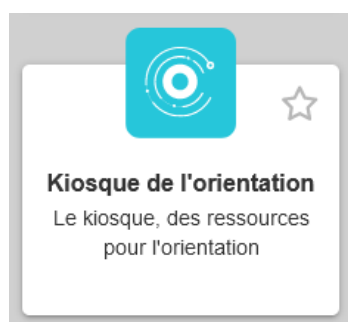 Kiosque de l'orientation
Le kiosque, des ressources
pour l'orientation